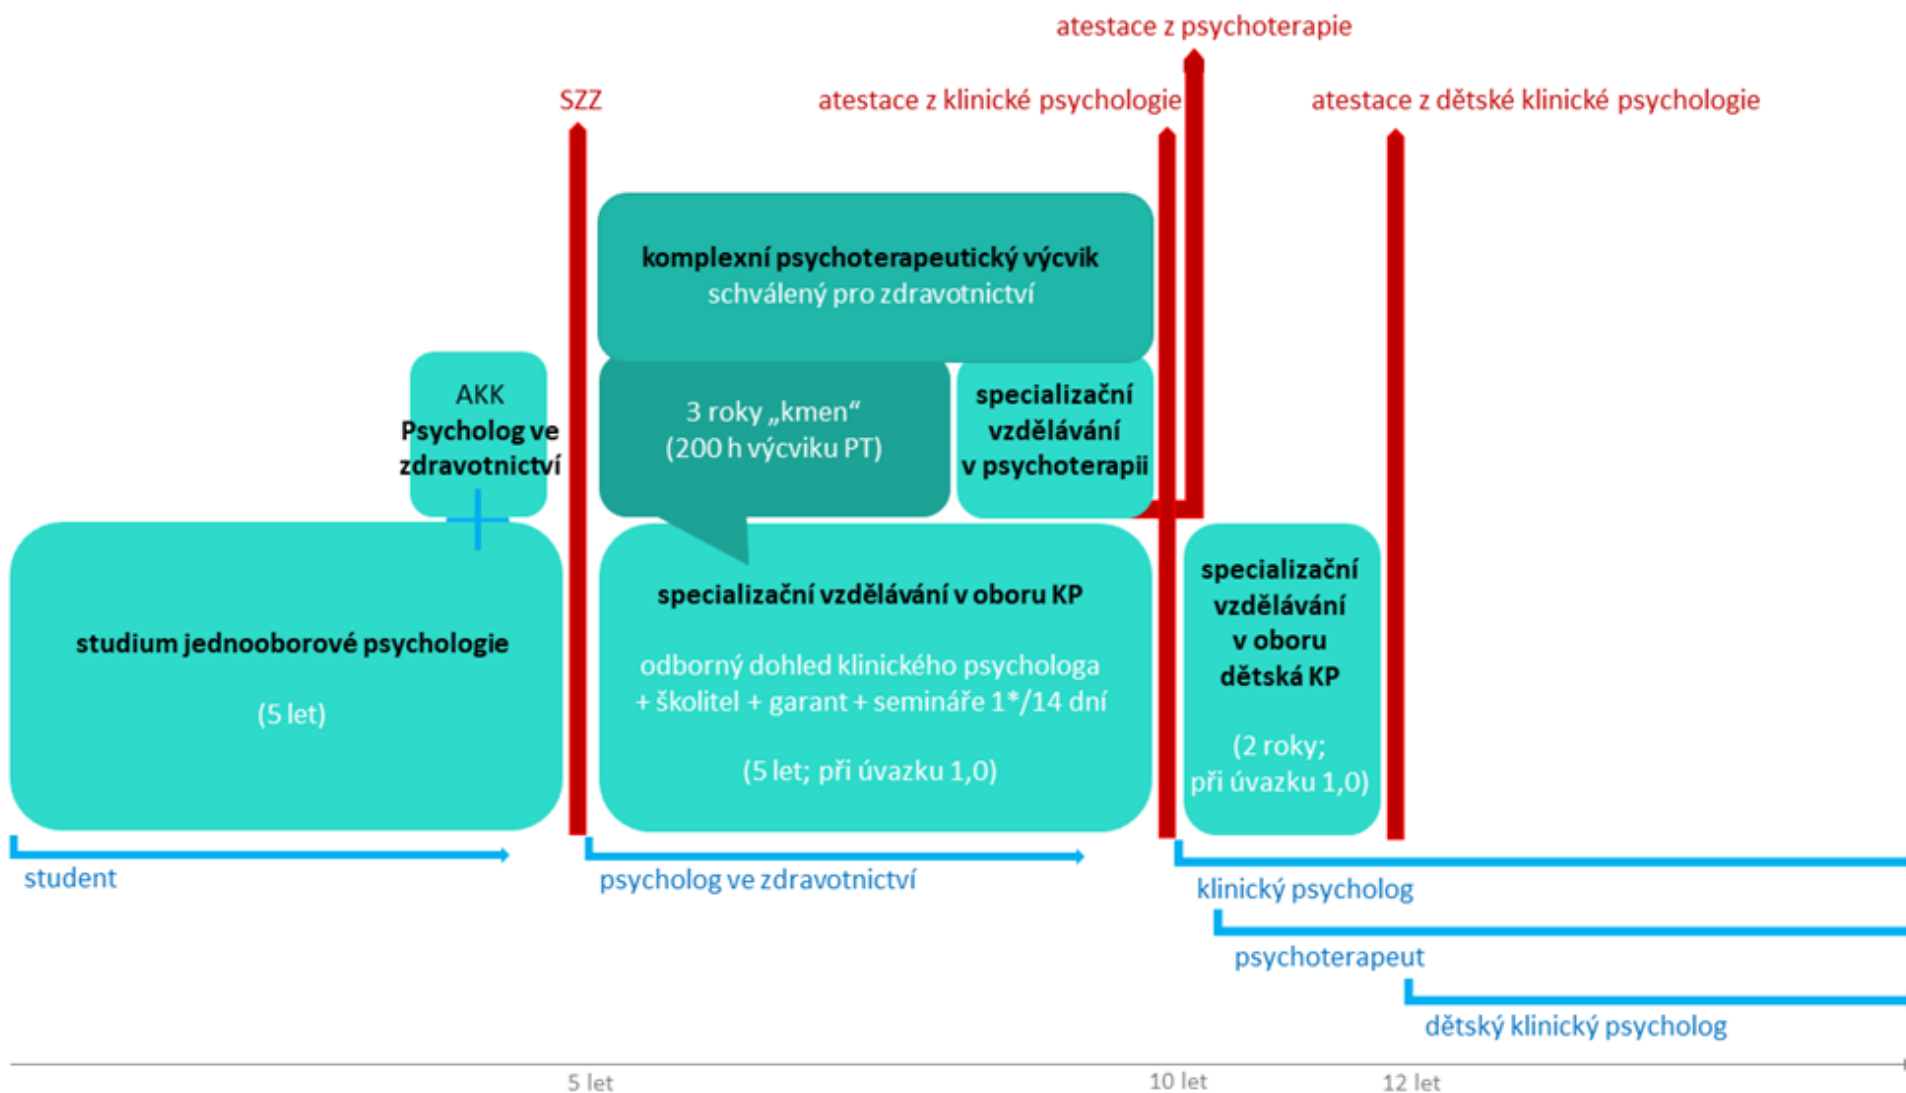 atestace z psychoterapie
SZZ
atestace z klinické psychologie
atestace z dětské klinické psychologie
komplexní psychoterapeutický výcvik
schválený pro zdravotnictví
AKK
Psycholog ve
zdravotnictví
3 roky „kmen“
(200 h výcviku PT)
specializační
vzdělávání
v psychoterapii
studium jednooborové psychologie
(5 let)
specializační vzdělávání v oboru KP
odborný dohled klinického psychologa
+ školitel + garant + semináře 1*/14 dní
(5 let; při úvazku 1,0)
specializační
vzdělávání
v oboru
dětská KP
(2 roky;
při úvazku 1,0)
student
psycholog ve zdravotnictví
klinický psycholog
psychoterapeut
dětský klinický psycholog
5 let
10 let
12 let